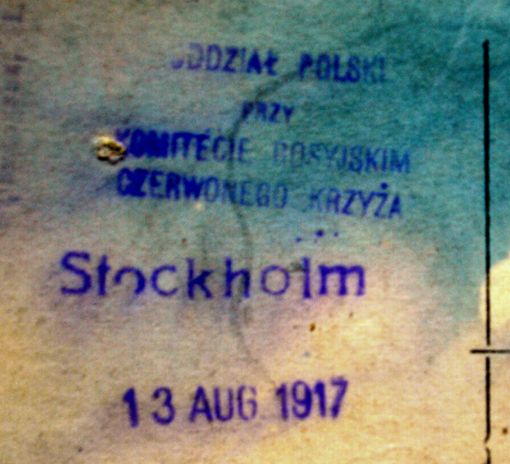 ODDZIAŁ POLSKI
PRZY
KOMITECIE ROSYJSKIM
CZERWONEGO KRZYŻA
Stockholm
13 AUG 1917